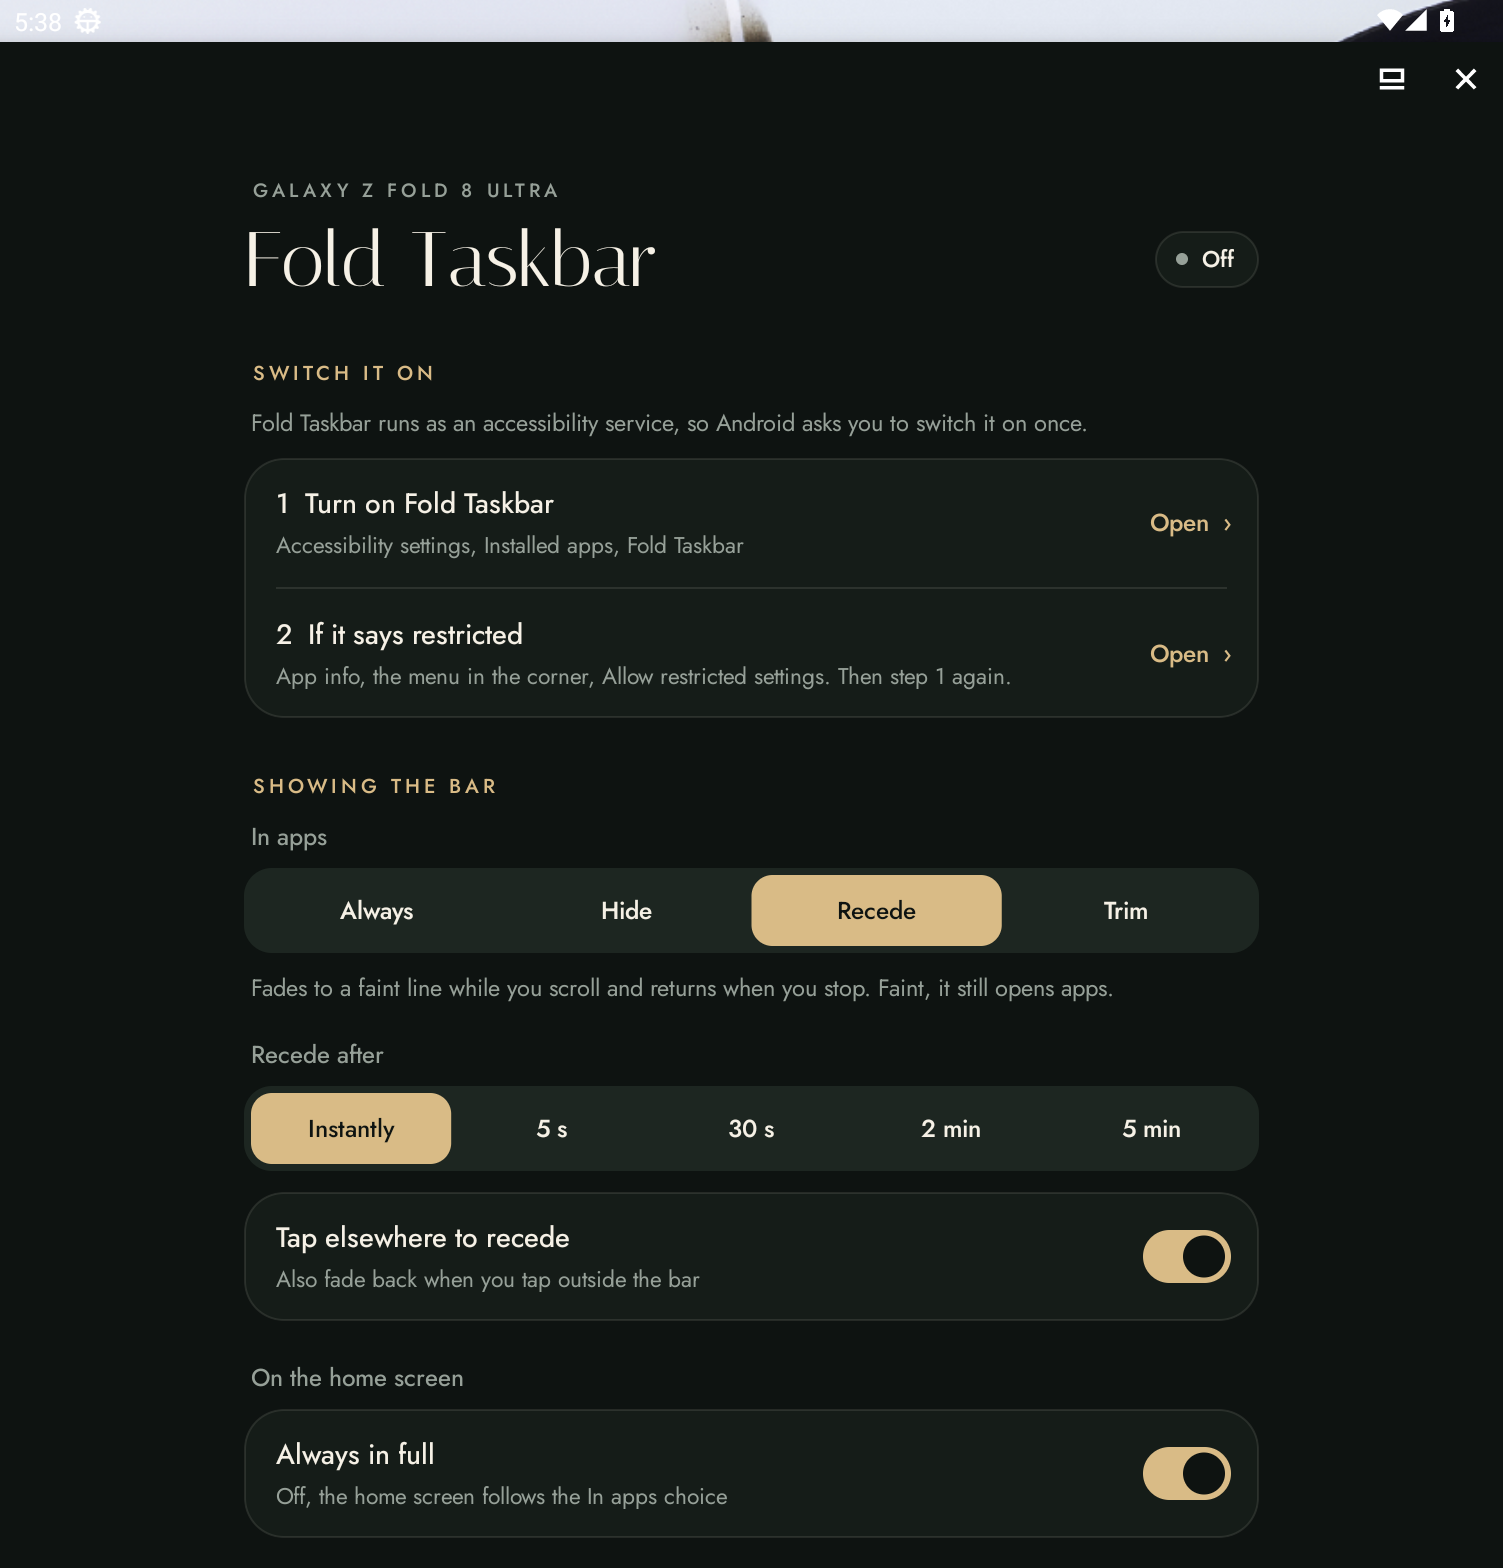 5:38
GALAXY Z FOLD 8 ULTRA
Fold Taskbar
Off
SWITCH IT ON
Fold Taskbar runs as an accessibility service, so Android asks you to switch it on once.
1 Turn on Fold Taskbar
Accessibility settings, Installed apps, Fold Taskbar
Open ›
2 If it says restricted
App info, the menu in the corner, Allow restricted settings. Then step 1 again.
Open ›
SHOWING THE BAR
In apps
Always Hide Recede Trim
Fades to a faint line while you scroll and returns when you stop. Faint, it still opens apps.
Recede after
Instantly 5 s 30 s 2 min 5 min
Tap elsewhere to recede
Also fade back when you tap outside the bar
On the home screen
Always in full
Off, the home screen follows the In apps choice